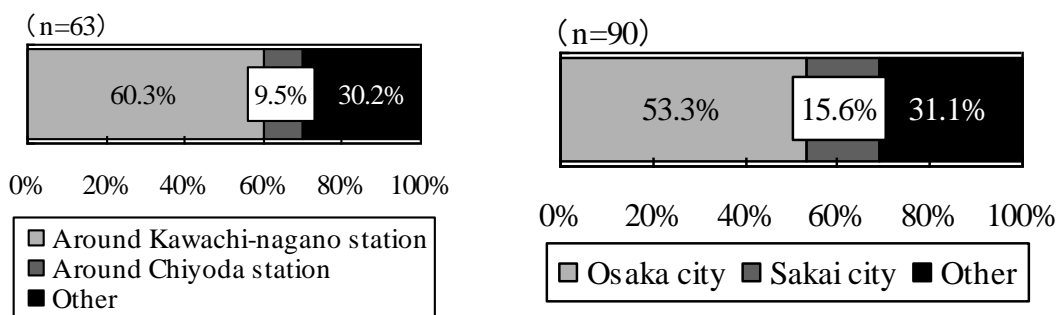 (n=63)
60.3% 9.5% 30.2%
0% 20% 40% 60% 80% 100%
Around Kawachi-nagano station
Around Chiyoda station
Other
(n=90)
53.3% 15.6% 31.1%
0% 20% 40% 60% 80% 100%
Osaka city Sakai city Other